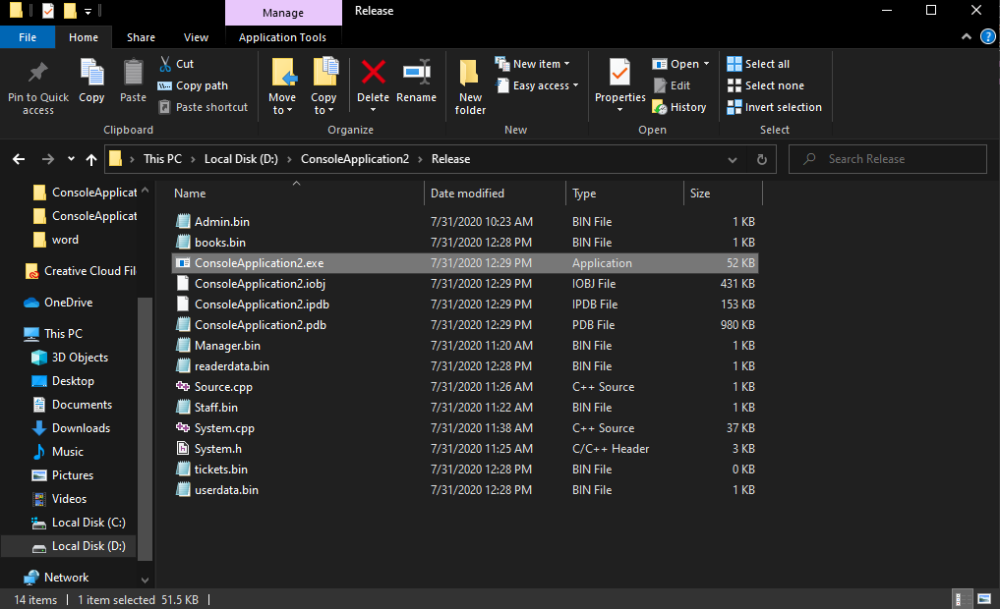 Manage Release
File Home Share View Application Tools
Pin to Quick access
Copy
Paste
Cut
Copy path
Paste shortcut
Clipboard
Move to
Copy to
Delete
Rename
Organize
New folder
New item
Easy access
New
Properties
Open
Edit
History
Open
Select all
Select none
Invert selection
Select
This PC > Local Disk (D:) > ConsoleApplication2 > Release
Search Release
ConsoleApplicat
ConsoleApplicat
word
Creative Cloud Fil
OneDrive
This PC
3D Objects
Desktop
Documents
Downloads
Music
Pictures
Videos
Local Disk (C:)
Local Disk (D:)
Network
Name Date modified Type Size
Admin.bin 7/31/2020 10:23 AM BIN File 1 KB
books.bin 7/31/2020 12:28 PM BIN File 1 KB
ConsoleApplication2.exe 7/31/2020 12:29 PM Application 52 KB
ConsoleApplication2.iobj 7/31/2020 12:29 PM IOBJ File 431 KB
ConsoleApplication2.ipdb 7/31/2020 12:29 PM IPDB File 153 KB
ConsoleApplication2.pdb 7/31/2020 12:29 PM PDB File 980 KB
Manager.bin 7/31/2020 11:20 AM BIN File 1 KB
readerdata.bin 7/31/2020 12:28 PM BIN File 1 KB
Source.cpp 7/31/2020 11:26 AM C++ Source 1 KB
Staff.bin 7/31/2020 11:22 AM BIN File 1 KB
System.cpp 7/31/2020 11:38 AM C++ Source 37 KB
System.h 7/31/2020 11:25 AM C/C++ Header 3 KB
tickets.bin 7/31/2020 12:28 PM BIN File 0 KB
userdata.bin 7/31/2020 12:28 PM BIN File 1 KB
14 items | 1 item selected 51.5 KB |